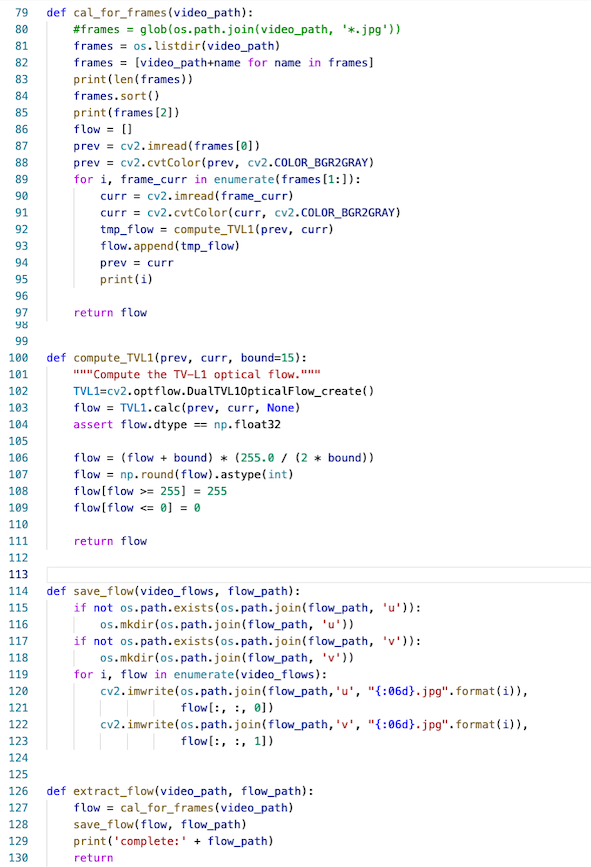 79 def cal_for_frames(video_path):
80     #frames = glob(os.path.join(video_path, '*.jpg'))
81     frames = os.listdir(video_path)
82     frames = [video_path+name for name in frames]
83     print(len(frames))
84     frames.sort()
85     print(frames[2])
86     flow = []
87     prev = cv2.imread(frames[0])
88     prev = cv2.cvtColor(prev, cv2.COLOR_BGR2GRAY)
89     for i, frame_curr in enumerate(frames[1:]):
90         curr = cv2.imread(frame_curr)
91         curr = cv2.cvtColor(curr, cv2.COLOR_BGR2GRAY)
92         tmp_flow = compute_TVL1(prev, curr)
93         flow.append(tmp_flow)
94         prev = curr
95         print(i)
96
97     return flow
98
99
100 def compute_TVL1(prev, curr, bound=15):
101     """Compute the TV-L1 optical flow."""
102     TVL1=cv2.optflow.DualTVL1OpticalFlow_create()
103     flow = TVL1.calc(prev, curr, None)
104     assert flow.dtype == np.float32
105
106     flow = (flow + bound) * (255.0 / (2 * bound))
107     flow = np.round(flow).astype(int)
108     flow[flow >= 255] = 255
109     flow[flow <= 0] = 0
110
111     return flow
112
113
114 def save_flow(video_flows, flow_path):
115     if not os.path.exists(os.path.join(flow_path, 'u')):
116         os.mkdir(os.path.join(flow_path, 'u'))
117     if not os.path.exists(os.path.join(flow_path, 'v')):
118         os.mkdir(os.path.join(flow_path, 'v'))
119     for i, flow in enumerate(video_flows):
120         cv2.imwrite(os.path.join(flow_path,'u', "{:06d}.jpg".format(i)),
121                     flow[:, :, 0])
122         cv2.imwrite(os.path.join(flow_path,'v', "{:06d}.jpg".format(i)),
123                     flow[:, :, 1])
124
125
126 def extract_flow(video_path, flow_path):
127     flow = cal_for_frames(video_path)
128     save_flow(flow, flow_path)
129     print('complete:' + flow_path)
130     return